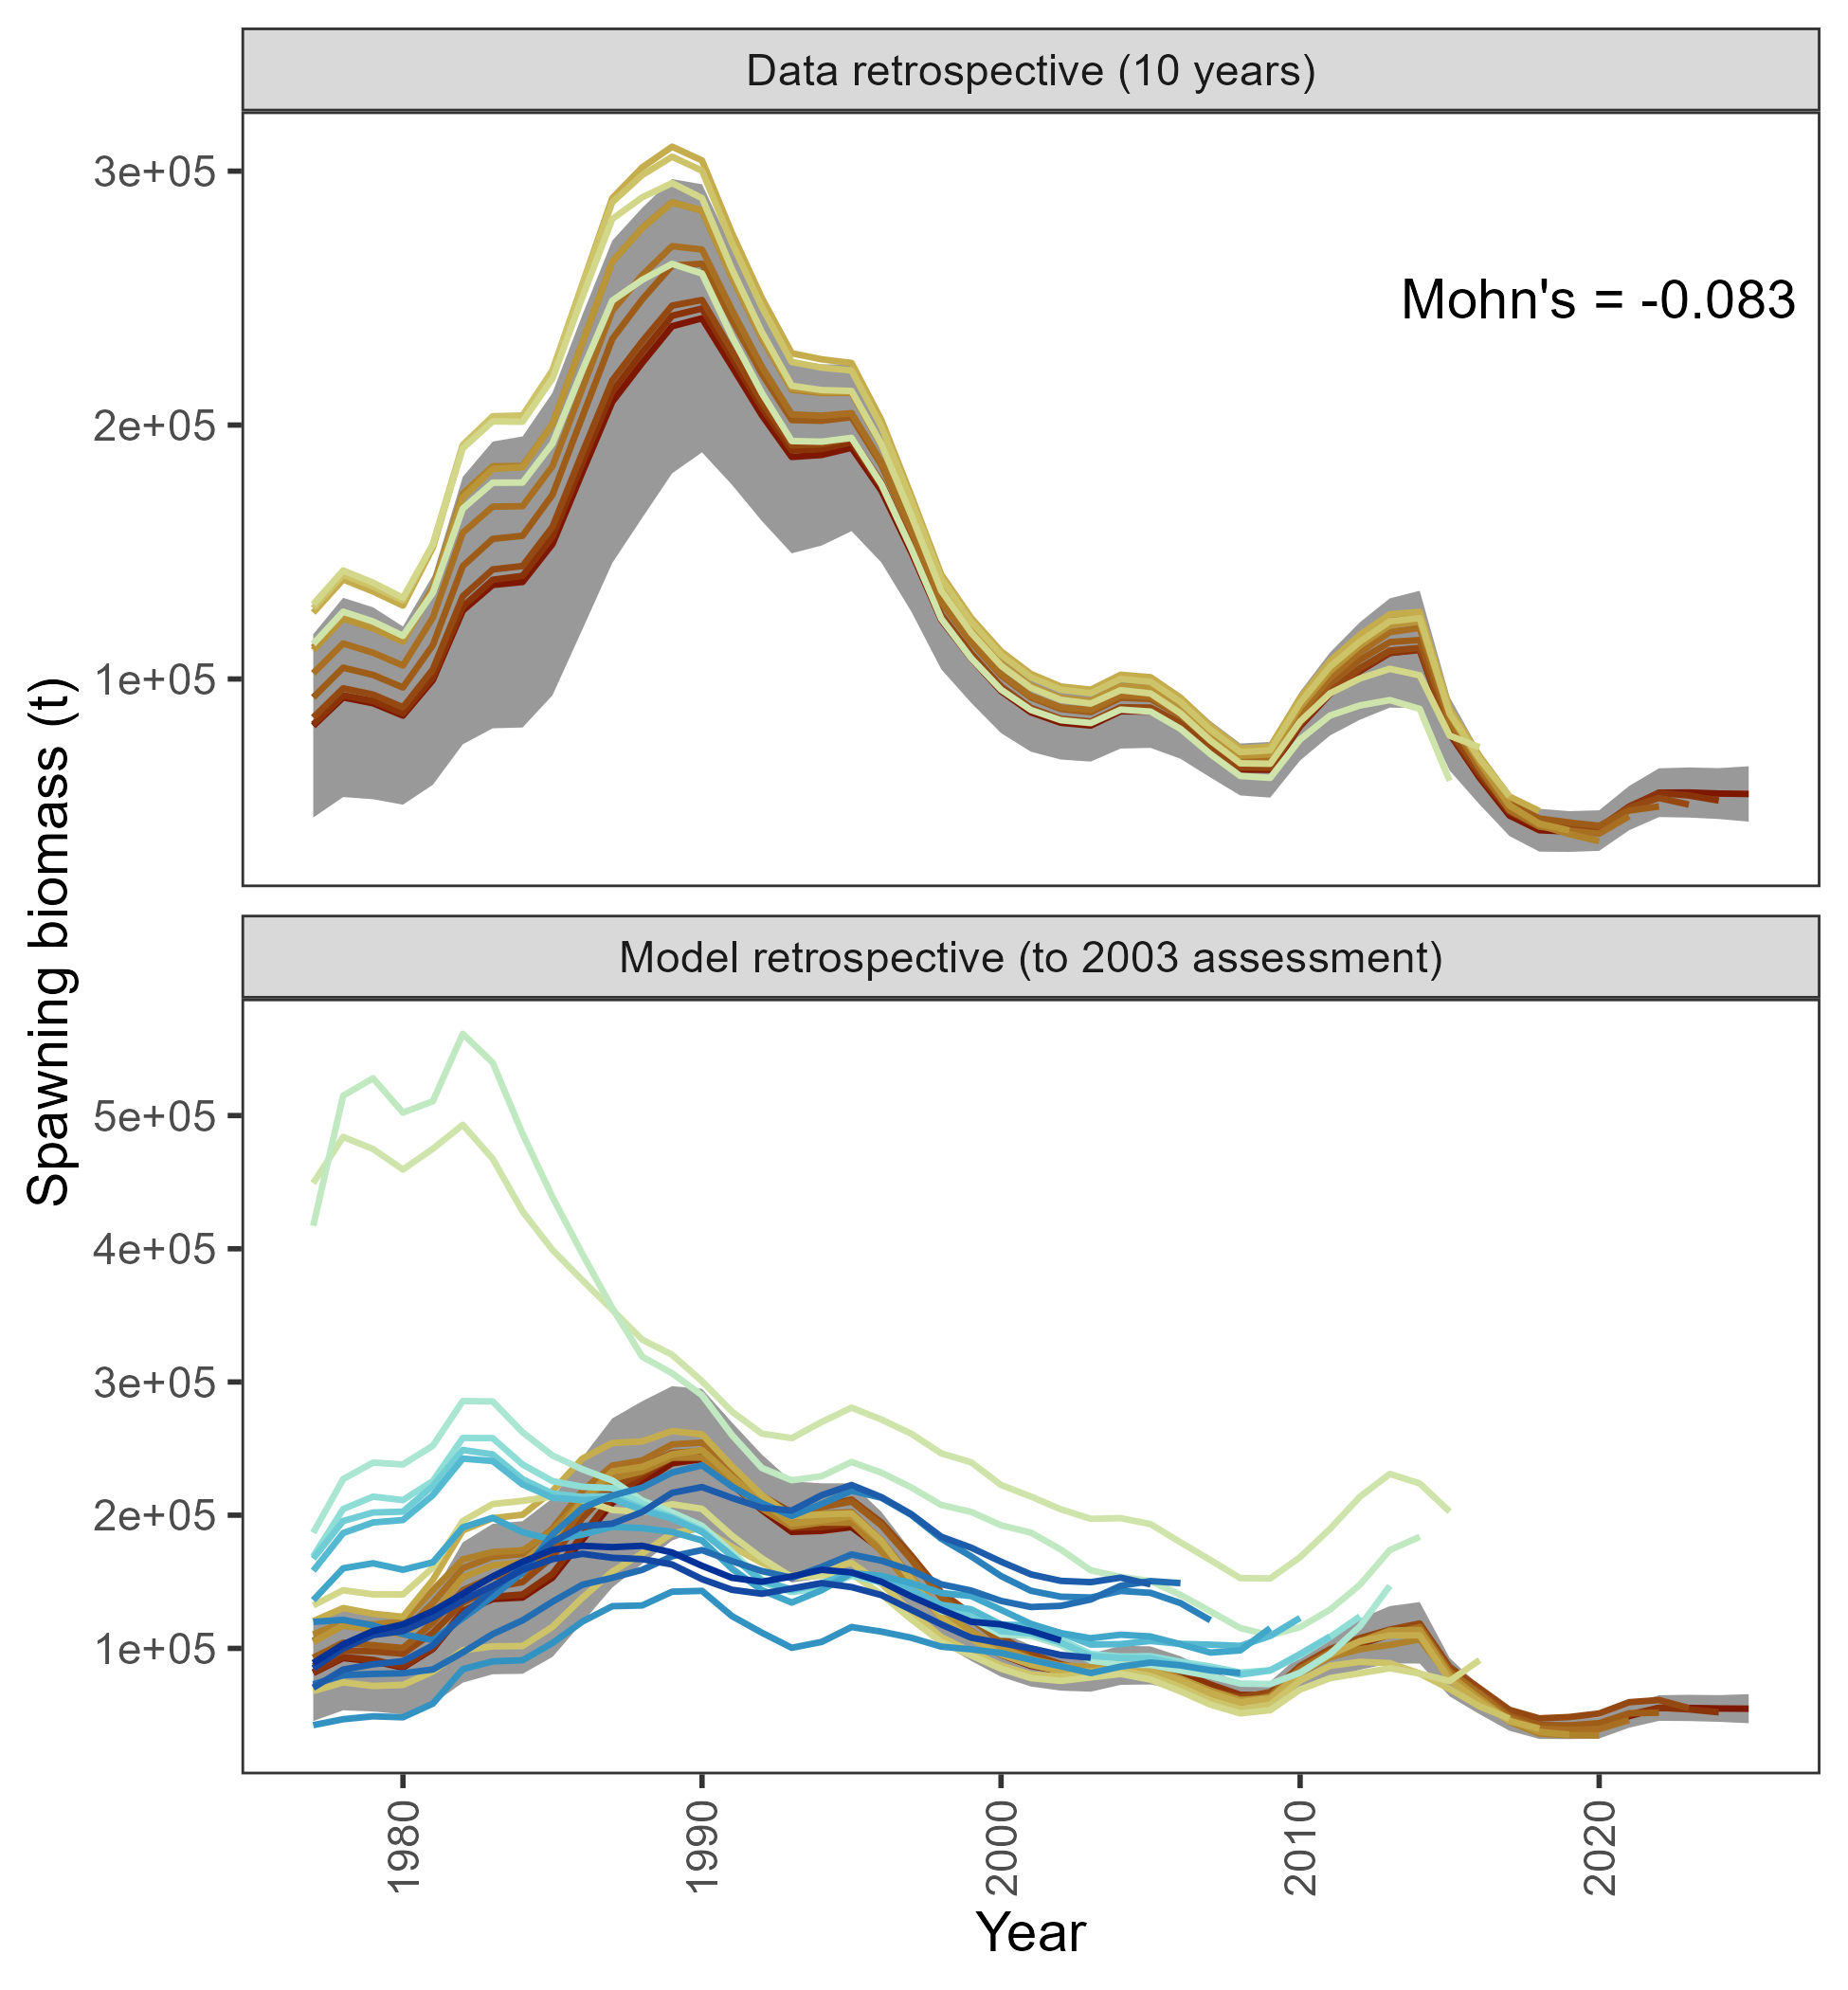 Data retrospective (10 years)
3e+05
2e+05
1e+05
Mohn's = -0.083
Spawning biomass (t)
Model retrospective (to 2003 assessment)
5e+05
4e+05
3e+05
2e+05
1e+05
1980
1990
2000
2010
2020
Year